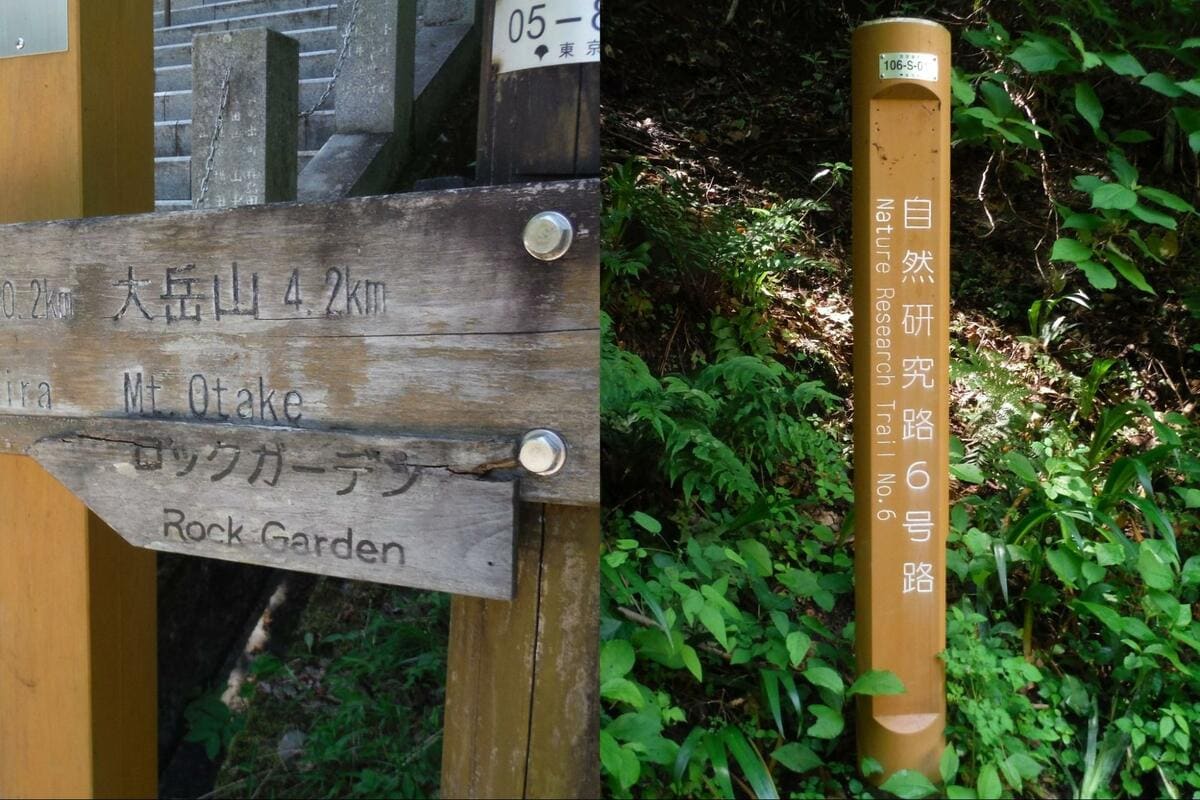 05-8
東京
0.2km 大岳山 4.2km
ira Mt. Otake
ロックガーデン
Rock Garden
106-S-0
自然研究路6号路
Nature Research Trail No.6